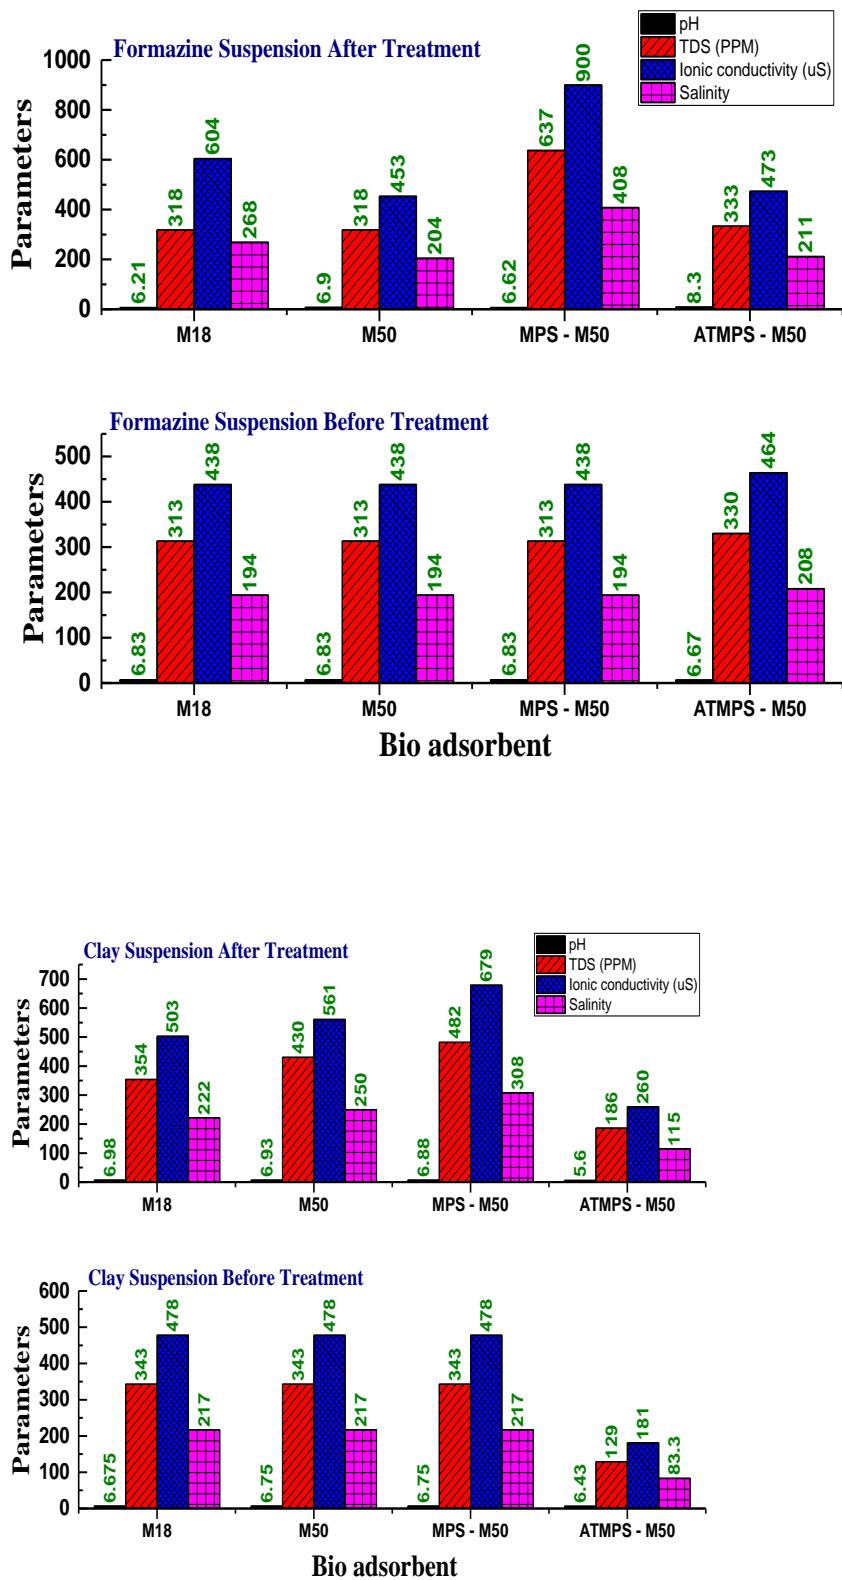 pH
TDS (PPM)
Ionic conductivity (uS)
Salinity
Formazine Suspension After Treatment
Parameters
1000
800
600
400
200
0
6.21
318
604
268
6.9
318
453
204
6.62
637
900
408
8.3
333
473
211
M18
M50
MPS - M50
ATMPS - M50
Formazine Suspension Before Treatment
Parameters
500
400
300
200
100
0
6.83
313
438
194
6.83
313
438
194
6.83
313
438
194
6.67
330
464
208
M18
M50
MPS - M50
ATMPS - M50
Bio adsorbent
pH
TDS (PPM)
Ionic conductivity (uS)
Salinity
Clay Suspension After Treatment
Parameters
700
600
500
400
300
200
100
0
6.98
354
503
222
6.93
430
561
250
6.88
482
679
308
5.6
186
260
115
M18
M50
MPS - M50
ATMPS - M50
Clay Suspension Before Treatment
Parameters
600
500
400
300
200
100
0
6.675
343
478
217
6.75
343
478
217
6.75
343
478
217
6.43
129
181
83.3
M18
M50
MPS - M50
ATMPS - M50
Bio adsorbent